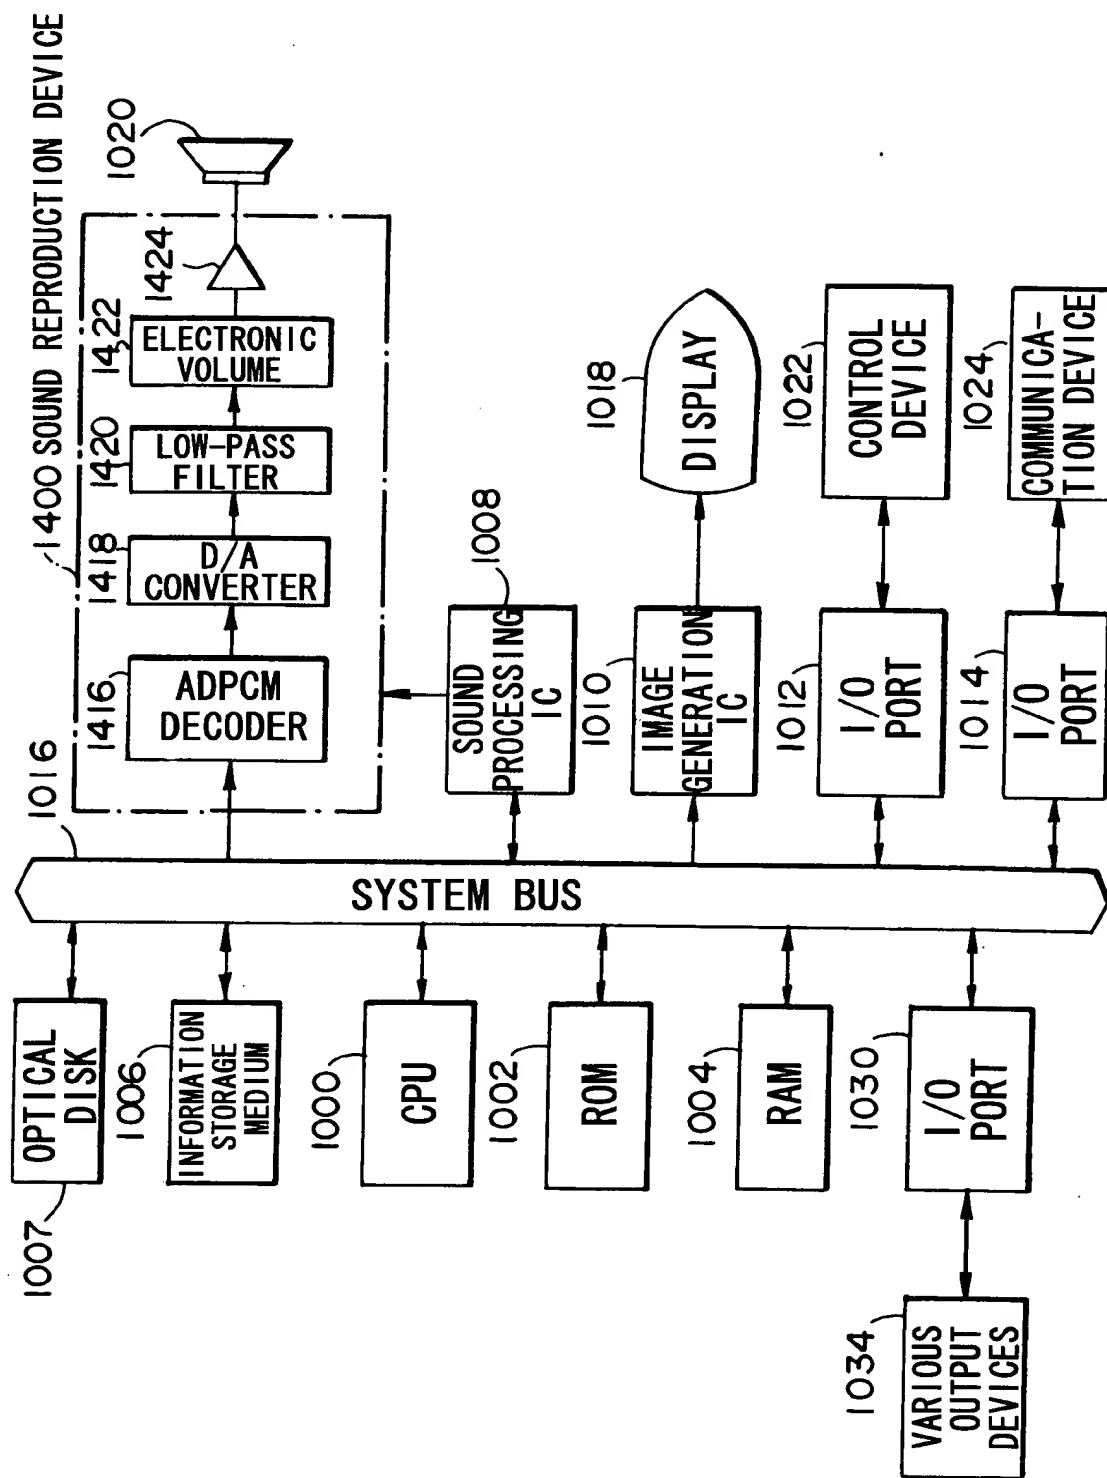 1007
OPTICAL
DISK
1006
INFORMATION
STORAGE
MEDIUM
1000
CPU
1002
ROM
1004
RAM
1030
I/O
PORT
1034
VARIOUS
OUTPUT
DEVICES
1016
SYSTEM BUS
1400 SOUND REPRODUCTION DEVICE
1416
ADPCM
DECODER
1418
D/A
CONVERTER
1420
LOW-PASS
FILTER
1422
ELECTRONIC
VOLUME
1424
1020
1008
SOUND
PROCESSING
IC
1010
IMAGE
GENERATION
IC
1018
DISPLAY
1012
I/O
PORT
1022
CONTROL
DEVICE
1014
I/O
PORT
1024
COMMUNICA-
TION DEVICE